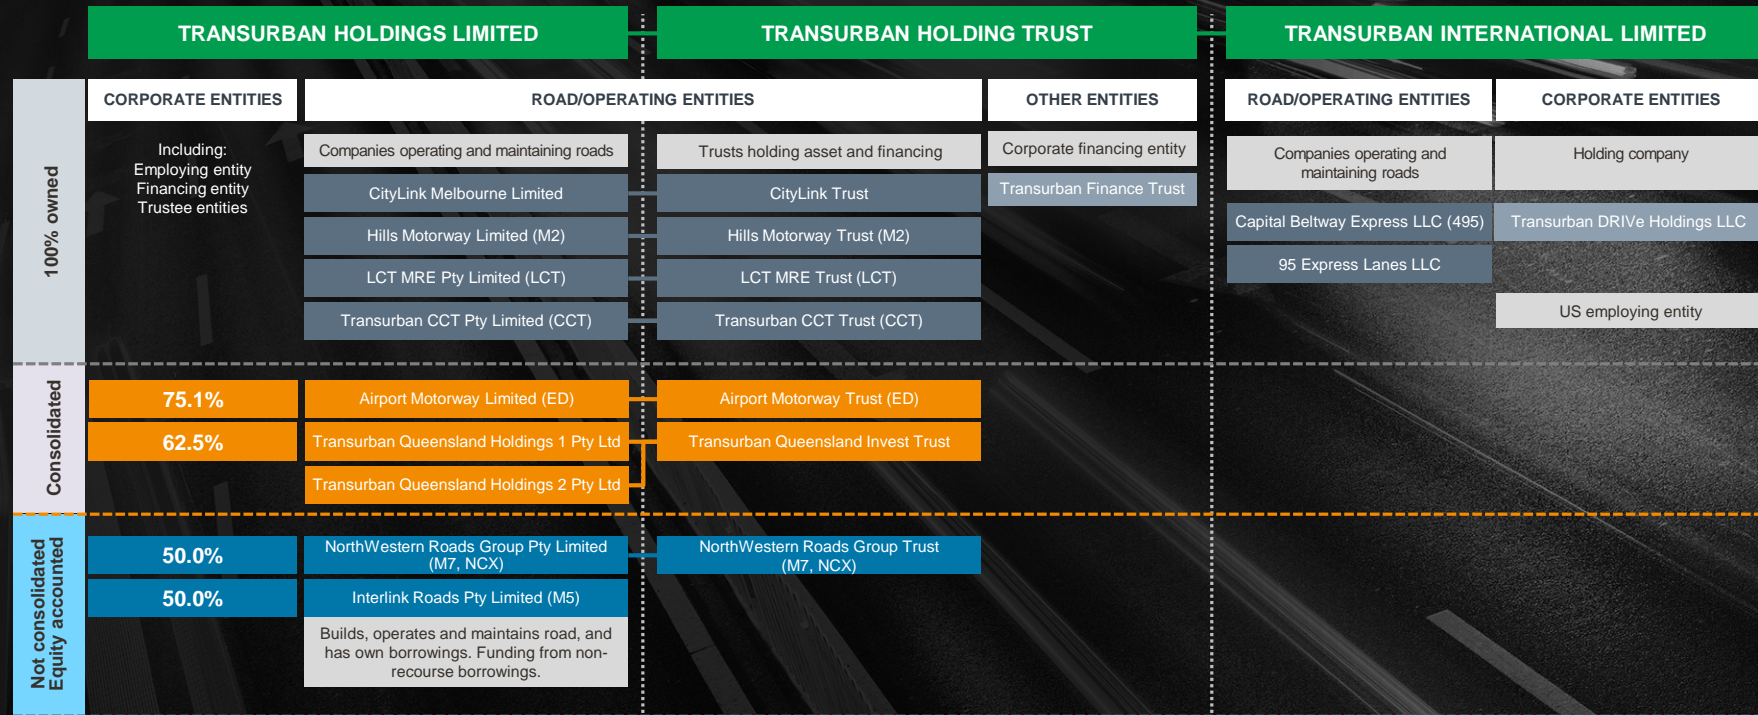 TRANSURBAN HOLDINGS LIMITED
TRANSURBAN HOLDING TRUST
TRANSURBAN INTERNATIONAL LIMITED
CORPORATE ENTITIES
ROAD/OPERATING ENTITIES
OTHER ENTITIES
ROAD/OPERATING ENTITIES
CORPORATE ENTITIES
100% owned
Including:
Employing entity
Financing entity
Trustee entities
Companies operating and maintaining roads
Trusts holding asset and financing
Corporate financing entity
Companies operating and
maintaining roads
Holding company
CityLink Melbourne Limited
CityLink Trust
Transurban Finance Trust
Hills Motorway Limited (M2)
Hills Motorway Trust (M2)
Capital Beltway Express LLC (495)
Transurban DRIVe Holdings LLC
LCT MRE Pty Limited (LCT)
LCT MRE Trust (LCT)
95 Express Lanes LLC
Transurban CCT Pty Limited (CCT)
Transurban CCT Trust (CCT)
US employing entity
Consolidated
75.1%
Airport Motorway Limited (ED)
Airport Motorway Trust (ED)
62.5%
Transurban Queensland Holdings 1 Pty Ltd
Transurban Queensland Invest Trust
Transurban Queensland Holdings 2 Pty Ltd
Not consolidated
Equity accounted
50.0%
NorthWestern Roads Group Pty Limited
(M7, NCX)
NorthWestern Roads Group Trust
(M7, NCX)
50.0%
Interlink Roads Pty Limited (M5)
Builds, operates and maintains road, and
has own borrowings. Funding from non-
recourse borrowings.